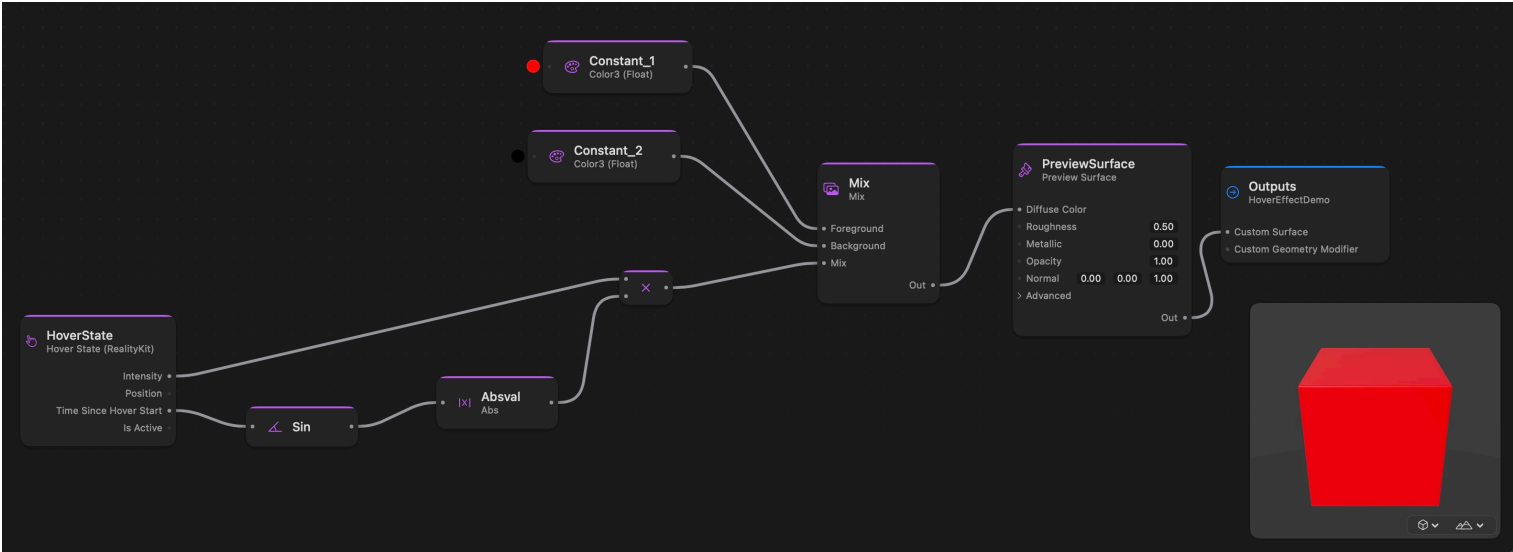 Constant_1
Color3 (Float)
Constant_2
Color3 (Float)
Mix
Mix
Foreground
Background
Mix
Out
PreviewSurface
Preview Surface
Diffuse Color
Roughness 0.50
Metallic 0.00
Opacity 1.00
Normal 0.00 0.00 1.00
Advanced
Out
Outputs
HoverEffectDemo
Custom Surface
Custom Geometry Modifier
HoverState
Hover State (RealityKit)
Intensity
Position
Time Since Hover Start
Is Active
Sin
|x| Absval
Abs
×